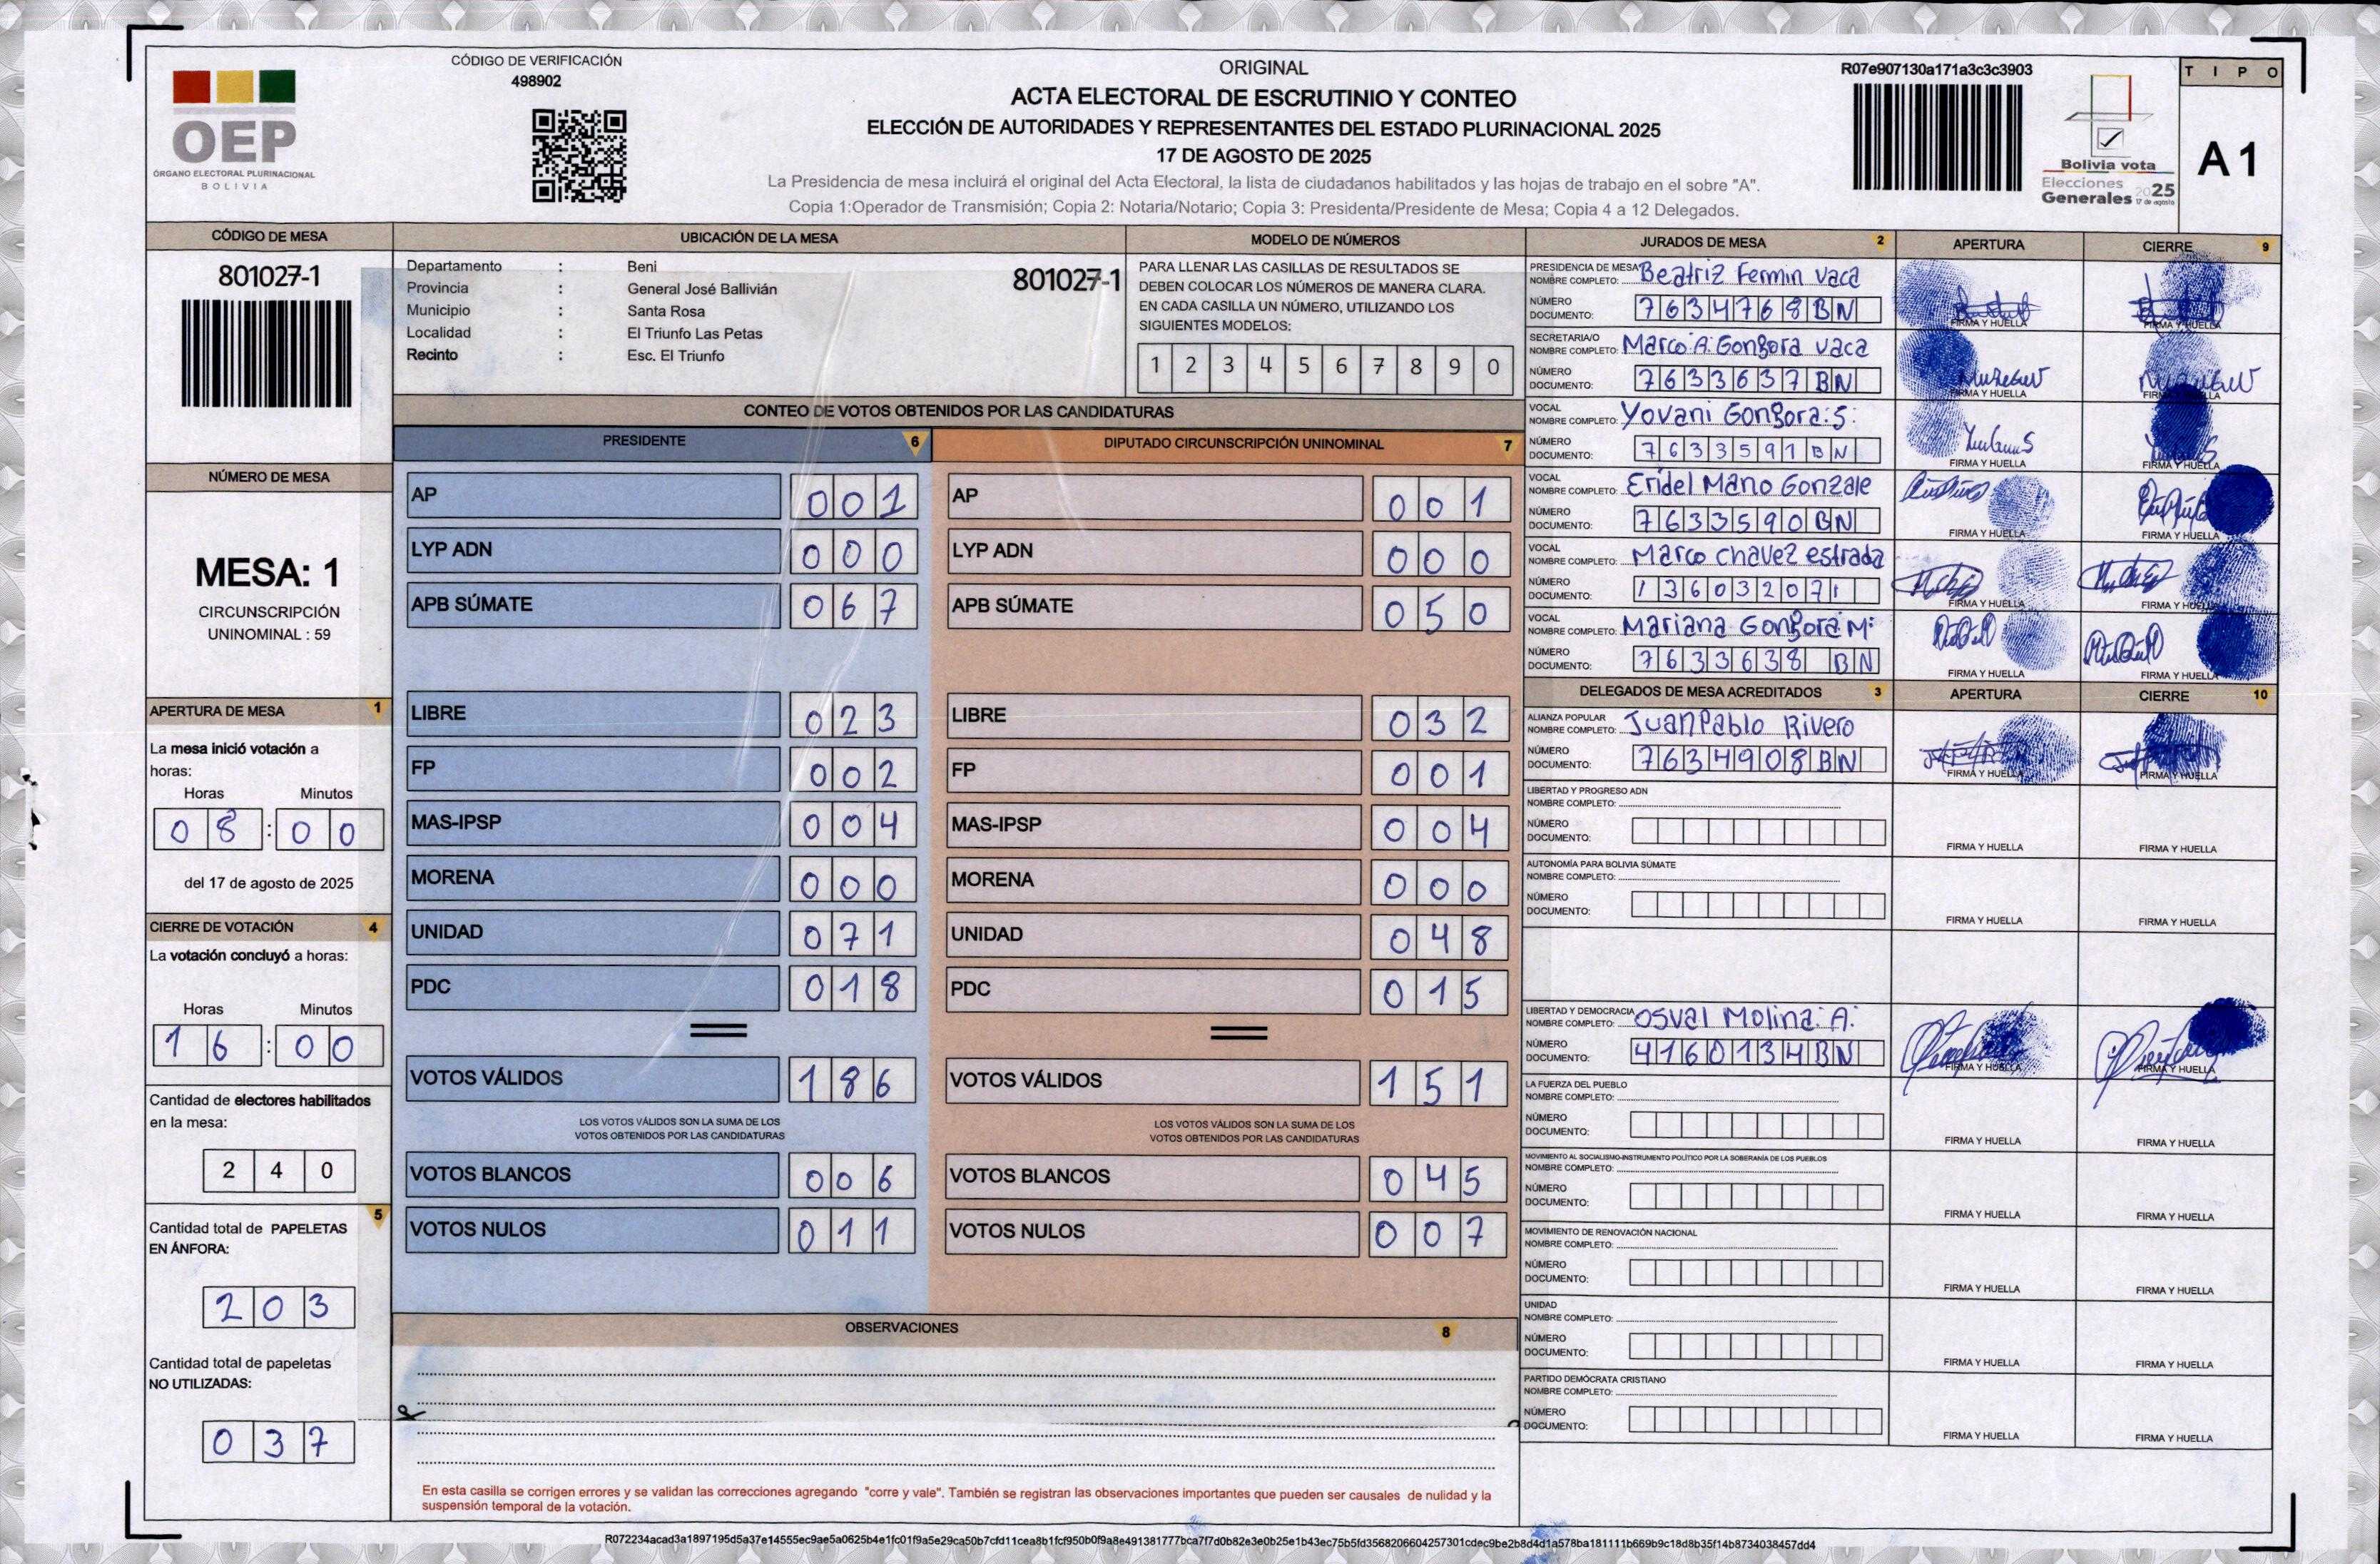 CÓDIGO DE VERIFICACIÓN
498902
OEP
ÓRGANO ELECTORAL PLURINACIONAL
BOLIVIA
ORIGINAL
ACTA ELECTORAL DE ESCRUTINIO Y CONTEO
ELECCIÓN DE AUTORIDADES Y REPRESENTANTES DEL ESTADO PLURINACIONAL 2025
17 DE AGOSTO DE 2025
La Presidencia de mesa incluirá el original del Acta Electoral, la lista de ciudadanos habilitados y las hojas de trabajo en el sobre "A".
Copia 1:Operador de Transmisión; Copia 2: Notaria/Notario; Copia 3: Presidenta/Presidente de Mesa; Copia 4 a 12 Delegados.
R07e907130a171a3c3c3903
Bolivia vota
Elecciones
Generales 2025
17 de agosto
TIPO
A 1
CÓDIGO DE MESA
801027-1
NÚMERO DE MESA
MESA: 1
CIRCUNSCRIPCIÓN
UNINOMINAL : 59
APERTURA DE MESA 1
La mesa inició votación a
horas:
Horas Minutos
08 : 00
del 17 de agosto de 2025
CIERRE DE VOTACIÓN 4
La votación concluyó a horas:
Horas Minutos
16 : 00
Cantidad de electores habilitados
en la mesa:
240
5
Cantidad total de PAPELETAS
EN ÁNFORA:
203
Cantidad total de papeletas
NO UTILIZADAS:
037
UBICACIÓN DE LA MESA
Departamento : Beni
801027-1
Provincia : General José Ballivián
Municipio : Santa Rosa
Localidad : El Triunfo Las Petas
Recinto : Esc. El Triunfo
MODELO DE NÚMEROS
PARA LLENAR LAS CASILLAS DE RESULTADOS SE
DEBEN COLOCAR LOS NÚMEROS DE MANERA CLARA.
EN CADA CASILLA UN NÚMERO, UTILIZANDO LOS
SIGUIENTES MODELOS:
1 2 3 4 5 6 7 8 9 0
CONTEO DE VOTOS OBTENIDOS POR LAS CANDIDATURAS
PRESIDENTE 6
AP 001
LYP ADN 000
APB SÚMATE 067
LIBRE 023
FP 002
MAS-IPSP 004
MORENA 000
UNIDAD 071
PDC 018
VOTOS VÁLIDOS 186
LOS VOTOS VÁLIDOS SON LA SUMA DE LOS
VOTOS OBTENIDOS POR LAS CANDIDATURAS
VOTOS BLANCOS 006
VOTOS NULOS 011
DIPUTADO CIRCUNSCRIPCIÓN UNINOMINAL 7
AP 001
LYP ADN 000
APB SÚMATE 050
LIBRE 032
FP 001
MAS-IPSP 004
MORENA 000
UNIDAD 048
PDC 015
VOTOS VÁLIDOS 151
LOS VOTOS VÁLIDOS SON LA SUMA DE LOS
VOTOS OBTENIDOS POR LAS CANDIDATURAS
VOTOS BLANCOS 045
VOTOS NULOS 007
OBSERVACIONES 8
En esta casilla se corrigen errores y se validan las correcciones agregando "corre y vale". También se registran las observaciones importantes que pueden ser causales de nulidad y la
suspensión temporal de la votación.
JURADOS DE MESA 2 APERTURA CIERRE 9
PRESIDENCIA DE MESA
NOMBRE COMPLETO: Beatriz Fermin Vaca
NÚMERO
DOCUMENTO: 7634768BN
FIRMA Y HUELLA FIRMA Y HUELLA
SECRETARIA/O
NOMBRE COMPLETO: Marco.A. Gongora vaca
NÚMERO
DOCUMENTO: 7633637BN
FIRMA Y HUELLA FIRMA Y HUELLA
VOCAL
NOMBRE COMPLETO: Yovani Gongora:S:
NÚMERO
DOCUMENTO: 7633591BN
FIRMA Y HUELLA FIRMA Y HUELLA
VOCAL
NOMBRE COMPLETO: Eridel Mano Gonzale
NÚMERO
DOCUMENTO: 7633590BN
FIRMA Y HUELLA FIRMA Y HUELLA
VOCAL
NOMBRE COMPLETO: Marco chavez estrada
NÚMERO
DOCUMENTO: 136032071
FIRMA Y HUELLA FIRMA Y HUELLA
VOCAL
NOMBRE COMPLETO: Mariana Gongora M:
NÚMERO
DOCUMENTO: 7633638 BN
FIRMA Y HUELLA FIRMA Y HUELLA
DELEGADOS DE MESA ACREDITADOS 3 APERTURA CIERRE 10
ALIANZA POPULAR
NOMBRE COMPLETO: Juan Pablo Rivero
NÚMERO
DOCUMENTO: 7634908BN
FIRMA Y HUELLA FIRMA Y HUELLA
LIBERTAD Y PROGRESO ADN
NOMBRE COMPLETO:
NÚMERO
DOCUMENTO:
FIRMA Y HUELLA FIRMA Y HUELLA
AUTONOMÍA PARA BOLIVIA SÚMATE
NOMBRE COMPLETO:
NÚMERO
DOCUMENTO:
FIRMA Y HUELLA FIRMA Y HUELLA
LIBERTAD Y DEMOCRACIA
NOMBRE COMPLETO: Osval Molina: A:
NÚMERO
DOCUMENTO: 4160134BN
FIRMA Y HUELLA FIRMA Y HUELLA
LA FUERZA DEL PUEBLO
NOMBRE COMPLETO:
NÚMERO
DOCUMENTO:
FIRMA Y HUELLA FIRMA Y HUELLA
MOVIMIENTO AL SOCIALISMO-INSTRUMENTO POLÍTICO POR LA SOBERANÍA DE LOS PUEBLOS
NOMBRE COMPLETO:
NÚMERO
DOCUMENTO:
FIRMA Y HUELLA FIRMA Y HUELLA
MOVIMIENTO DE RENOVACIÓN NACIONAL
NOMBRE COMPLETO:
NÚMERO
DOCUMENTO:
FIRMA Y HUELLA FIRMA Y HUELLA
UNIDAD
NOMBRE COMPLETO:
NÚMERO
DOCUMENTO:
FIRMA Y HUELLA FIRMA Y HUELLA
PARTIDO DEMÓCRATA CRISTIANO
NOMBRE COMPLETO:
NÚMERO
DOCUMENTO:
FIRMA Y HUELLA FIRMA Y HUELLA